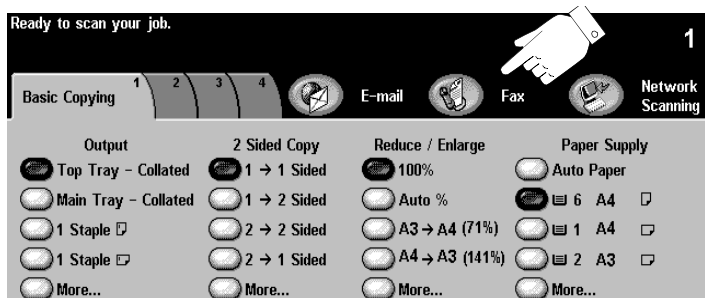 Ready to scan your job.
1
Basic Copying 1 2 3 4 E-mail Fax Network Scanning
Output 2 Sided Copy Reduce / Enlarge Paper Supply
Top Tray - Collated 1 → 1 Sided 100% Auto Paper
Main Tray - Collated 1 → 2 Sided Auto % 6 A4
1 Staple 2 → 2 Sided A3 → A4 (71%) 1 A4
1 Staple 2 → 1 Sided A4 → A3 (141%) 2 A3
More... More... More... More...